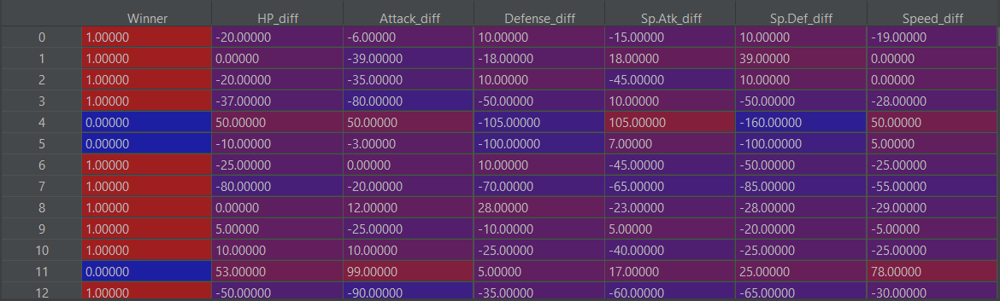 Winner HP_diff Attack_diff Defense_diff Sp.Atk_diff Sp.Def_diff Speed_diff
0 1.00000 -20.00000 -6.00000 10.00000 -15.00000 10.00000 -19.00000
1 1.00000 0.00000 -39.00000 -18.00000 18.00000 39.00000 0.00000
2 1.00000 -20.00000 -35.00000 10.00000 -45.00000 10.00000 0.00000
3 1.00000 -37.00000 -80.00000 -50.00000 10.00000 -50.00000 -28.00000
4 0.00000 50.00000 50.00000 -105.00000 105.00000 -160.00000 50.00000
5 0.00000 -10.00000 -3.00000 -100.00000 7.00000 -100.00000 5.00000
6 1.00000 -25.00000 0.00000 10.00000 -45.00000 -50.00000 -25.00000
7 1.00000 -80.00000 -20.00000 -70.00000 -65.00000 -85.00000 -55.00000
8 1.00000 0.00000 12.00000 28.00000 -23.00000 -28.00000 -29.00000
9 1.00000 5.00000 -25.00000 -10.00000 5.00000 -20.00000 -5.00000
10 1.00000 10.00000 10.00000 -25.00000 -40.00000 -25.00000 -25.00000
11 0.00000 53.00000 99.00000 5.00000 17.00000 25.00000 78.00000
12 1.00000 -50.00000 -90.00000 -35.00000 -60.00000 -65.00000 -30.00000